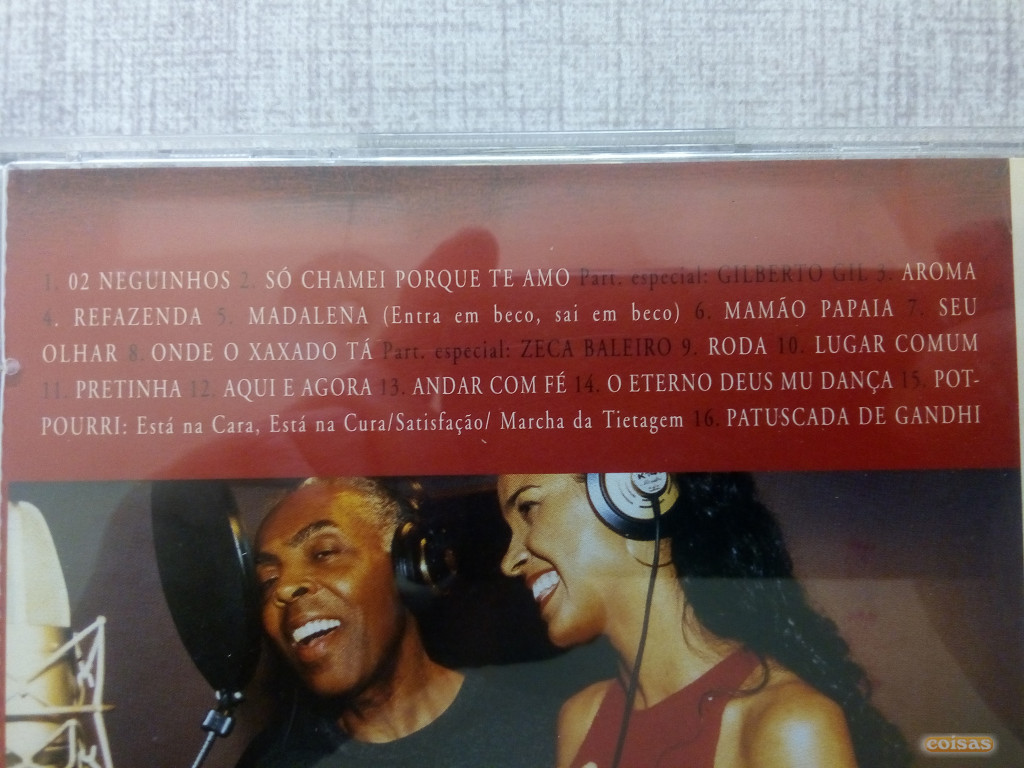 1. 02 NEGUINHOS 2. SÓ CHAMEI PORQUE TE AMO Part. especial: GILBERTO GIL 3. AROMA
4. REFAZENDA 5. MADALENA (Entra em beco, sai em beco) 6. MAMÃO PAPAIA 7. SEU
OLHAR 8. ONDE O XAXADO TÁ Part. especial: ZECA BALEIRO 9. RODA 10. LUGAR COMUM
11. PRETINHA 12. AQUI E AGORA 13. ANDAR COM FÉ 14. O ETERNO DEUS MU DANÇA 15. POT-
POURRI: Está na Cara, Está na Cura/Satisfação/ Marcha da Tietagem 16. PATUSCADA DE GANDHI
coisas